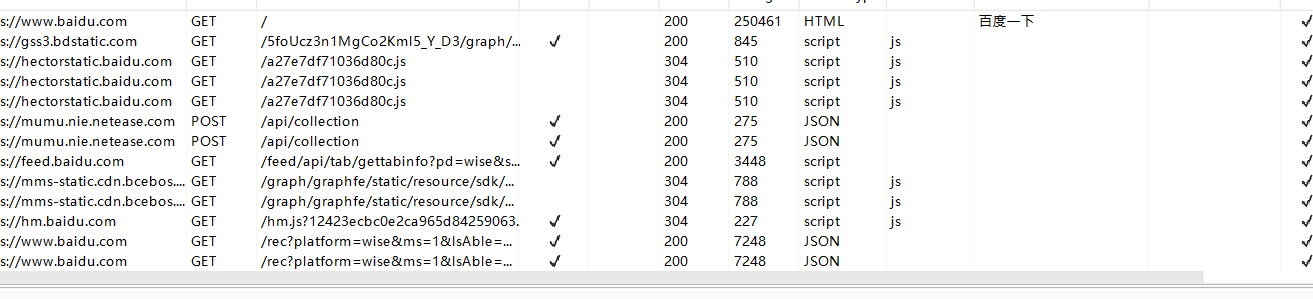 s://www.baidu.com GET / 200 250461 HTML 百度一下
s://gss3.bdstatic.com GET /5foUcz3n1MgCo2Kml5_Y_D3/graph/... ✓ 200 845 script js
s://hectorstatic.baidu.com GET /a27e7df71036d80c.js 304 510 script js
s://hectorstatic.baidu.com GET /a27e7df71036d80c.js 304 510 script js
s://hectorstatic.baidu.com GET /a27e7df71036d80c.js 304 510 script js
s://mumu.nie.netease.com POST /api/collection ✓ 200 275 JSON
s://mumu.nie.netease.com POST /api/collection ✓ 200 275 JSON
s://feed.baidu.com GET /feed/api/tab/gettabinfo?pd=wise&s... ✓ 200 3448 script
s://mms-static.cdn.bcebos.... GET /graph/graphfe/static/resource/sdk/... 304 788 script js
s://mms-static.cdn.bcebos.... GET /graph/graphfe/static/resource/sdk/... 304 788 script js
s://hm.baidu.com GET /hm.js?12423ecbc0e2ca965d84259063. ✓ 304 227 script js
s://www.baidu.com GET /rec?platform=wise&ms=1&lsAble=... ✓ 200 7248 JSON
s://www.baidu.com GET /rec?platform=wise&ms=1&lsAble=... ✓ 200 7248 JSON